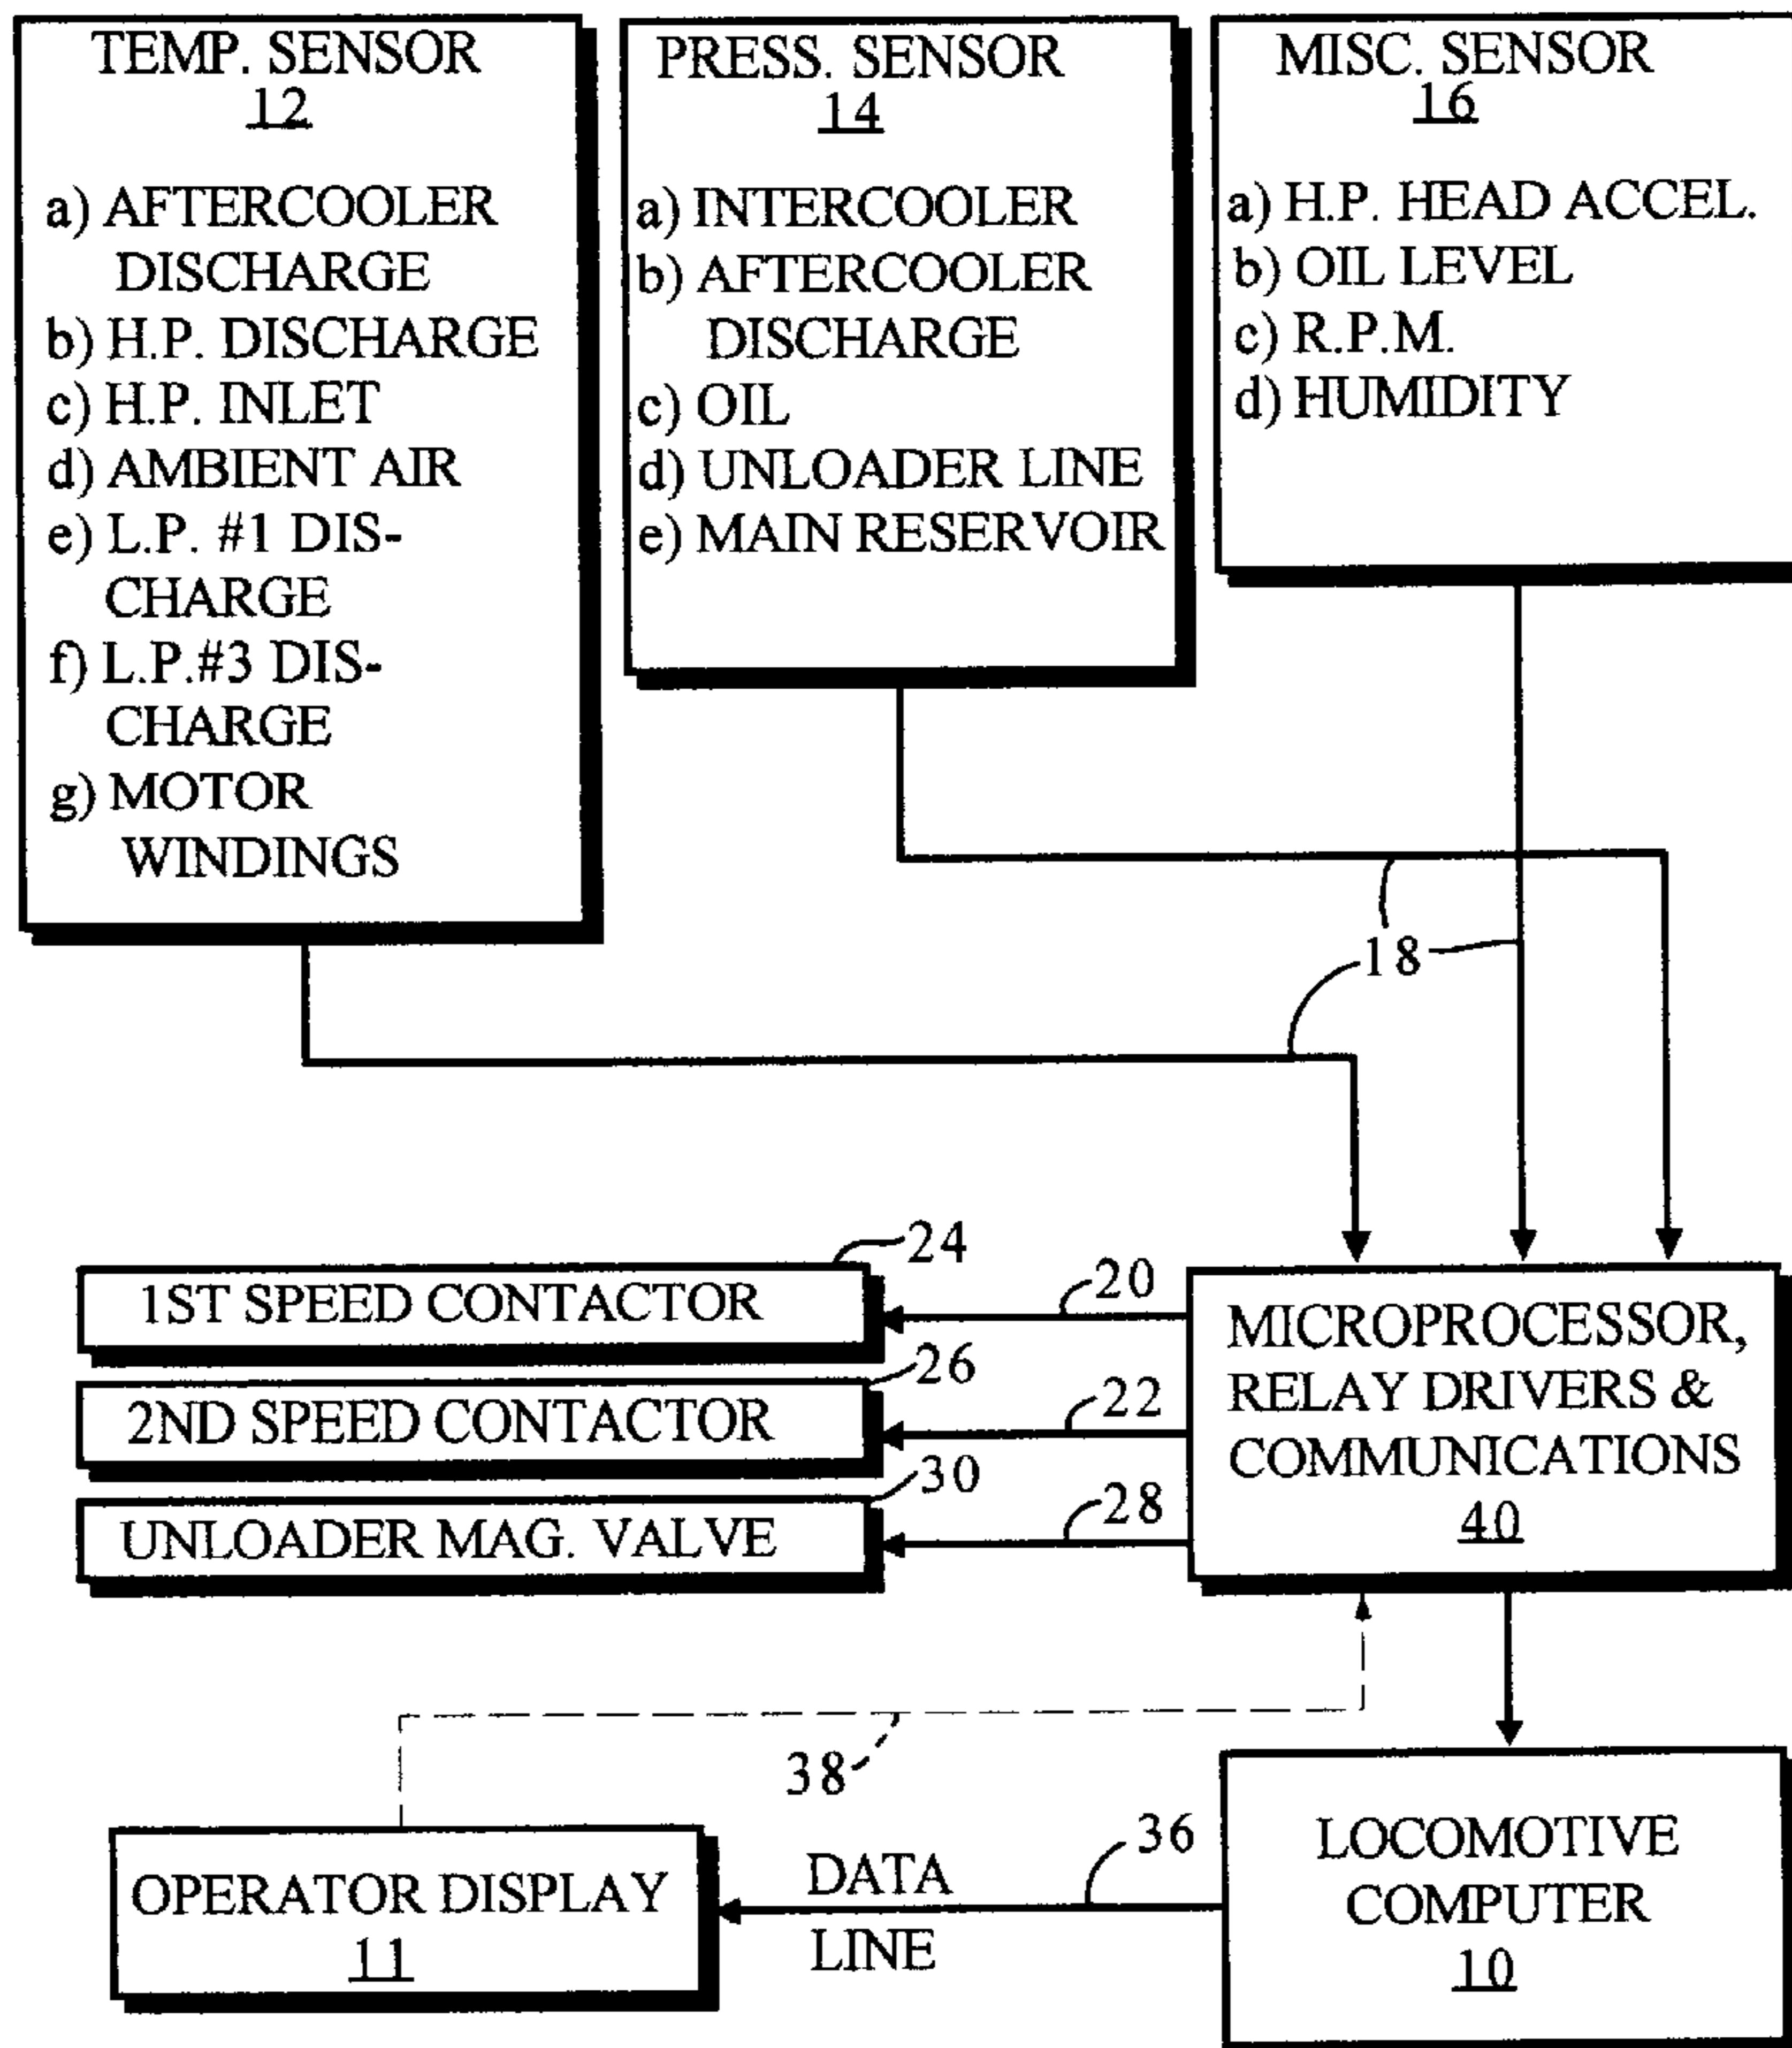 TEMP. SENSOR
12
a) AFTERCOOLER
DISCHARGE
b) H.P. DISCHARGE
c) H.P. INLET
d) AMBIENT AIR
e) L.P. #1 DIS-
CHARGE
f) L.P.#3 DIS-
CHARGE
g) MOTOR
WINDINGS
PRESS. SENSOR
14
a) INTERCOOLER
b) AFTERCOOLER
DISCHARGE
c) OIL
d) UNLOADER LINE
e) MAIN RESERVOIR
MISC. SENSOR
16
a) H.P. HEAD ACCEL.
b) OIL LEVEL
c) R.P.M.
d) HUMIDITY
18
24
1ST SPEED CONTACTOR
20
26
2ND SPEED CONTACTOR
22
30
UNLOADER MAG. VALVE
28
MICROPROCESSOR,
RELAY DRIVERS &
COMMUNICATIONS
40
38
OPERATOR DISPLAY
11
DATA
LINE
36
LOCOMOTIVE
COMPUTER
10